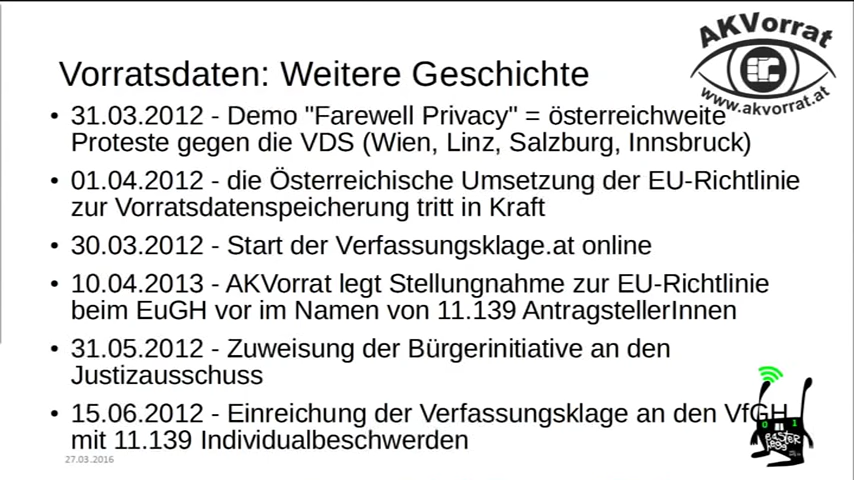 AKVorrat
www.akvorrat.at
Vorratsdaten: Weitere Geschichte
• 31.03.2012 - Demo "Farewell Privacy" = österreichweite
Proteste gegen die VDS (Wien, Linz, Salzburg, Innsbruck)
• 01.04.2012 - die Österreichische Umsetzung der EU-Richtlinie
zur Vorratsdatenspeicherung tritt in Kraft
• 30.03.2012 - Start der Verfassungsklage.at online
• 10.04.2013 - AKVorrat legt Stellungnahme zur EU-Richtlinie
beim EuGH vor im Namen von 11.139 AntragstellerInnen
• 31.05.2012 - Zuweisung der Bürgerinitiative an den
Justizausschuss
• 15.06.2012 - Einreichung der Verfassungsklage an den VfGH
mit 11.139 Individualbeschwerden
0 1
EASTER
HEGG
27.03.2016